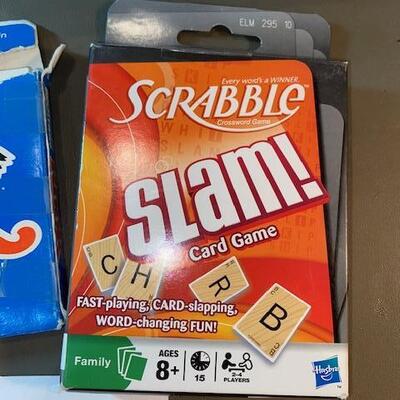 ELM 295 10
Every word's a WINNER.
SCRABBLE
Crossword Game
SLAM!
Card Game
C
H
R
B
FAST-playing, CARD-slapping,
WORD-changing FUN!
Family
AGES
8+
15
2-4
PLAYERS
Hasbro